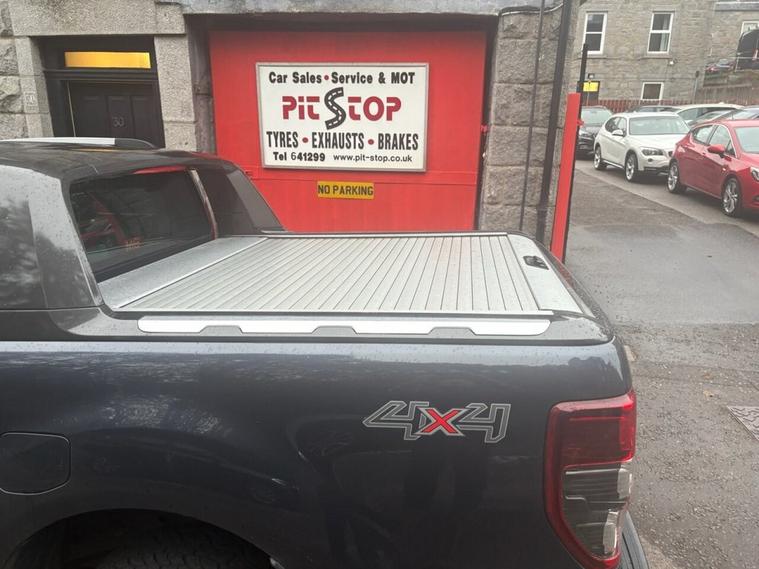 Car Sales • Service & MOT
PIT STOP
TYRES • EXHAUSTS • BRAKES
Tel 641299 www.pit-stop.co.uk
NO PARKING
30
4x4